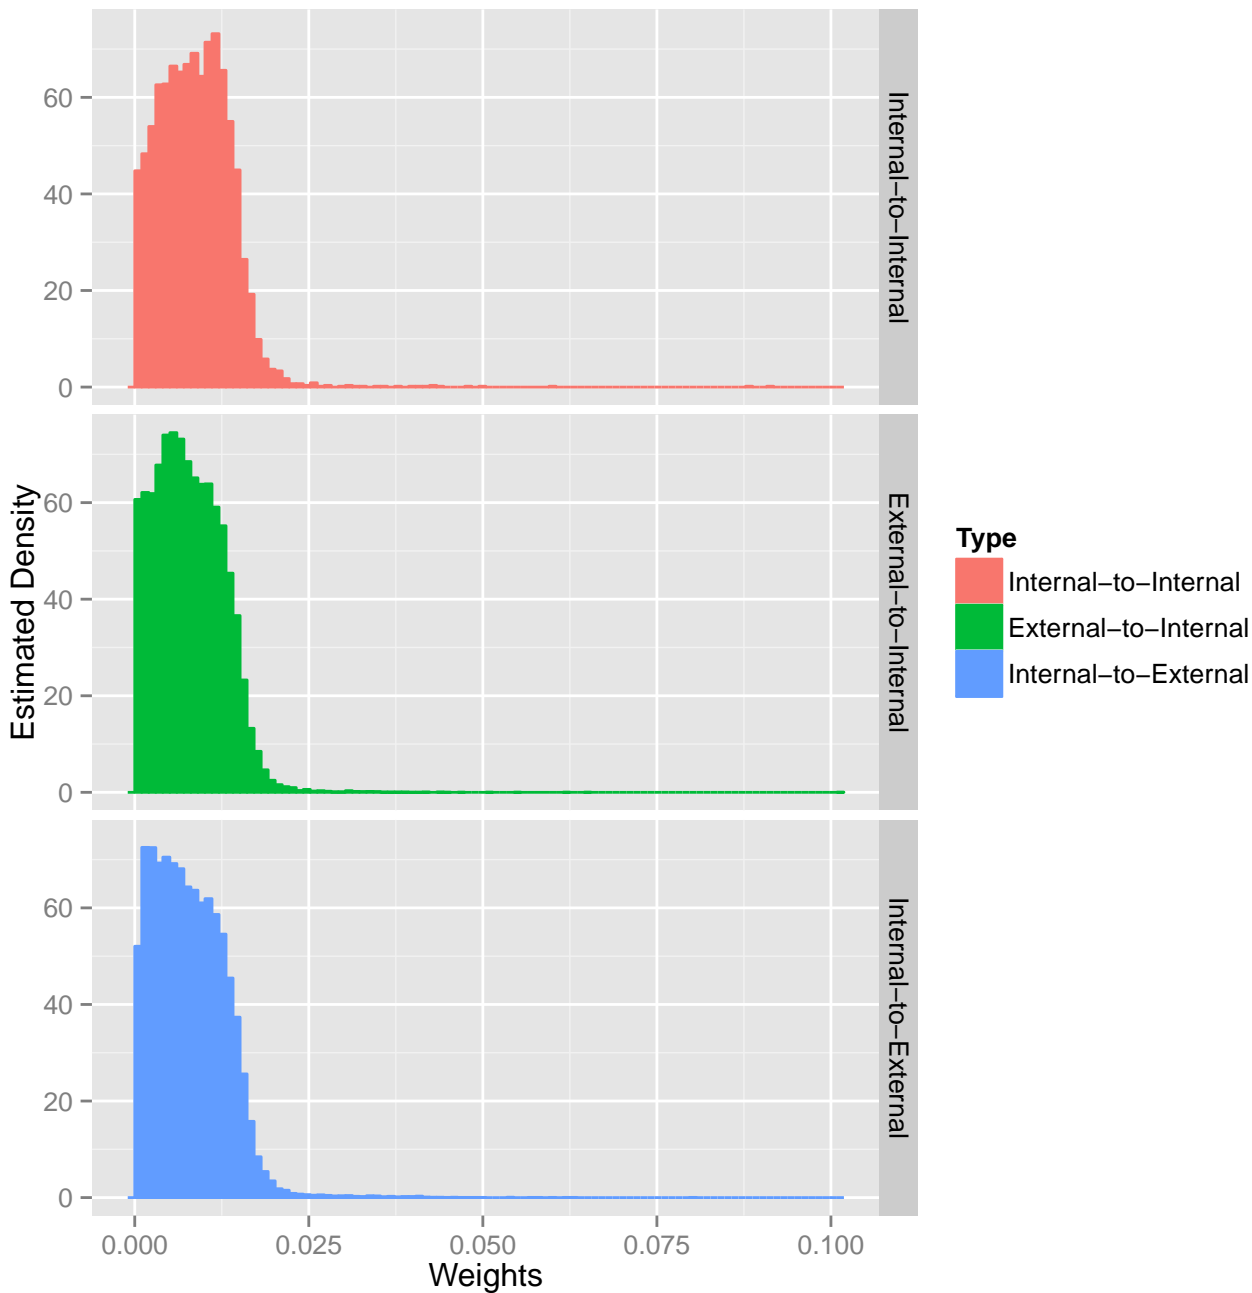 60
40
20
0
Internal−to−Internal
60
40
20
0
External−to−Internal
60
40
20
0
Internal−to−External
Estimated Density
0.000 0.025 0.050 0.075 0.100
Weights
Type
Internal−to−Internal
External−to−Internal
Internal−to−External